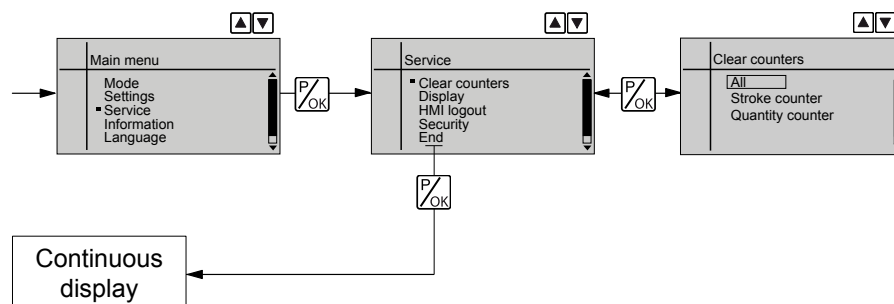 Main menu
Mode
Settings
Service
Information
Language
P/OK
Service
Clear counters
Display
HMI logout
Security
End
P/OK
Clear counters
All
Stroke counter
Quantity counter
P/OK
Continuous
display